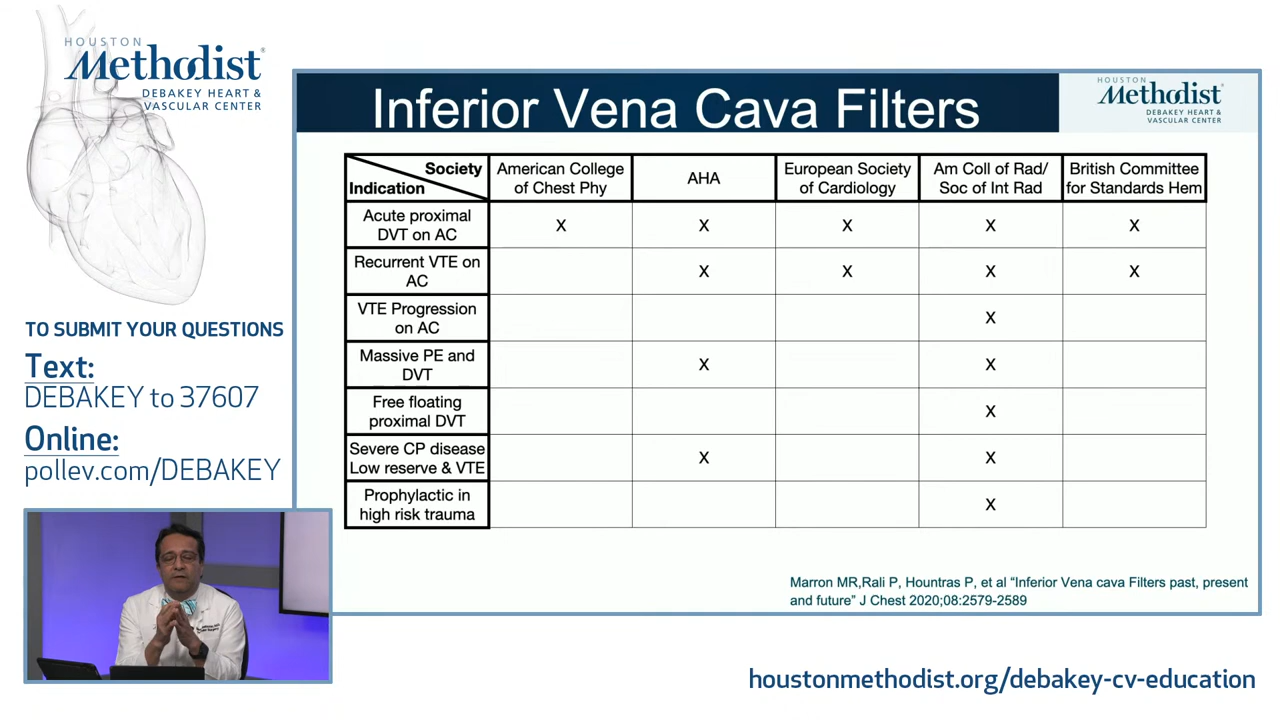 HOUSTON
Methodist
DEBAKEY HEART &
VASCULAR CENTER
TO SUBMIT YOUR QUESTIONS
Text:
DEBAKEY to 37607
Online:
pollev.com/DEBAKEY
Inferior Vena Cava Filters
HOUSTON
Methodist
DEBAKEY HEART &
VASCULAR CENTER
Society
Indication
American College
of Chest Phy
AHA
European Society
of Cardiology
Am Coll of Rad/
Soc of Int Rad
British Committee
for Standards Hem
Acute proximal
DVT on AC
X X X X X
Recurrent VTE on
AC
X X X X
VTE Progression
on AC
X
Massive PE and
DVT
X X
Free floating
proximal DVT
X
Severe CP disease
Low reserve & VTE
X X
Prophylactic in
high risk trauma
X
Marron MR,Rali P, Hountras P, et al “Inferior Vena cava Filters past, present
and future” J Chest 2020;08:2579-2589
houstonmethodist.org/debakey-cv-education